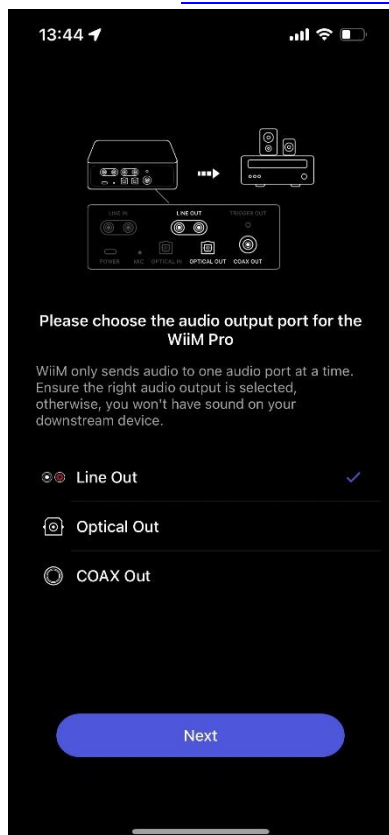 13:44
LINE IN LINE OUT TRIGGER OUT
POWER MIC OPTICAL IN OPTICAL OUT COAX OUT
Please choose the audio output port for the
WiiM Pro
WiiM only sends audio to one audio port at a time.
Ensure the right audio output is selected,
otherwise, you won't have sound on your
downstream device.
Line Out
Optical Out
COAX Out
Next